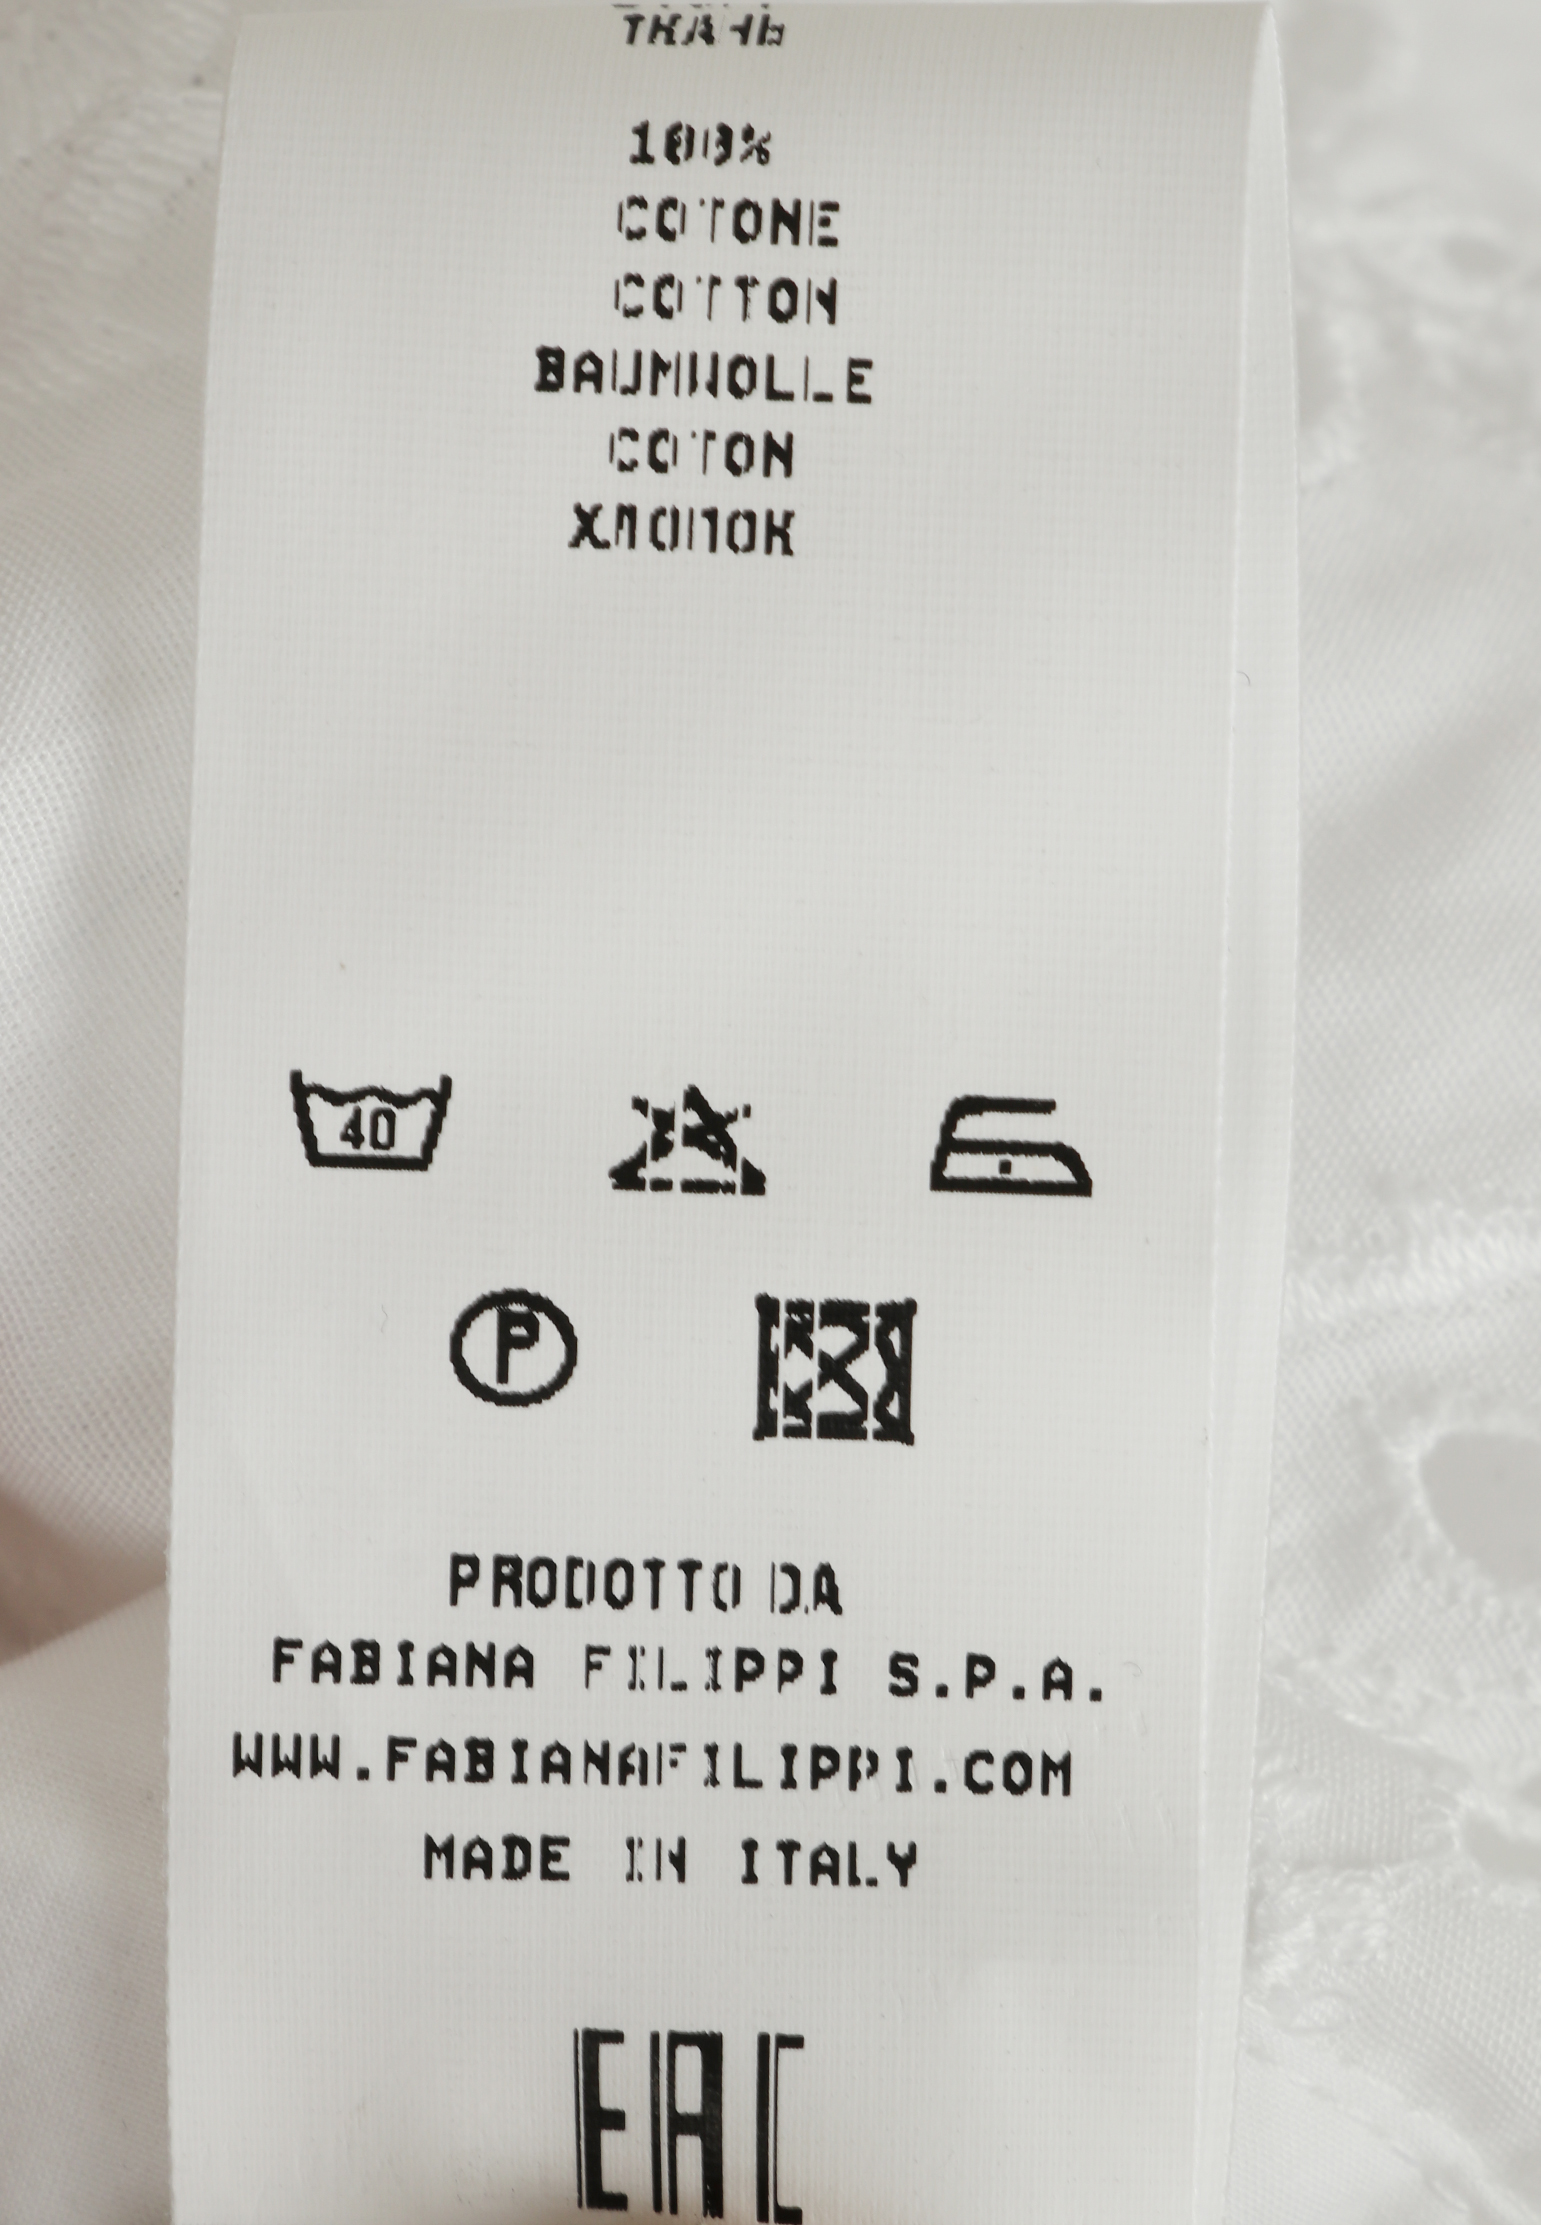 ТКАНЬ
100%
COTONE
COTTON
BAUMWOLLE
COTON
ХЛОПОК
40
P
PRODOTTO DA
FABIANA FILIPPI S.P.A.
WWW.FABIANAFILIPPI.COM
MADE IN ITALY
EAC